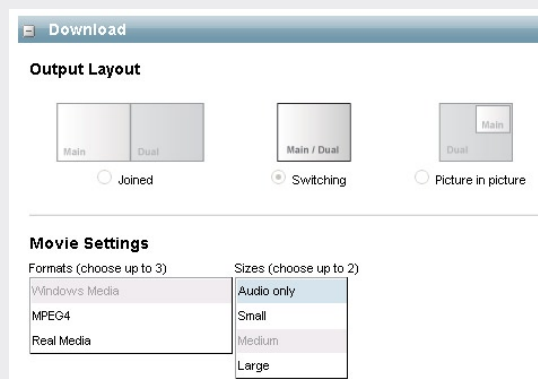 Download
Output Layout
Main
Dual
Main / Dual
Main
Dual
Joined
Switching
Picture in picture
Movie Settings
Formats (choose up to 3)
Windows Media
MPEG4
Real Media
Sizes (choose up to 2)
Audio only
Small
Medium
Large